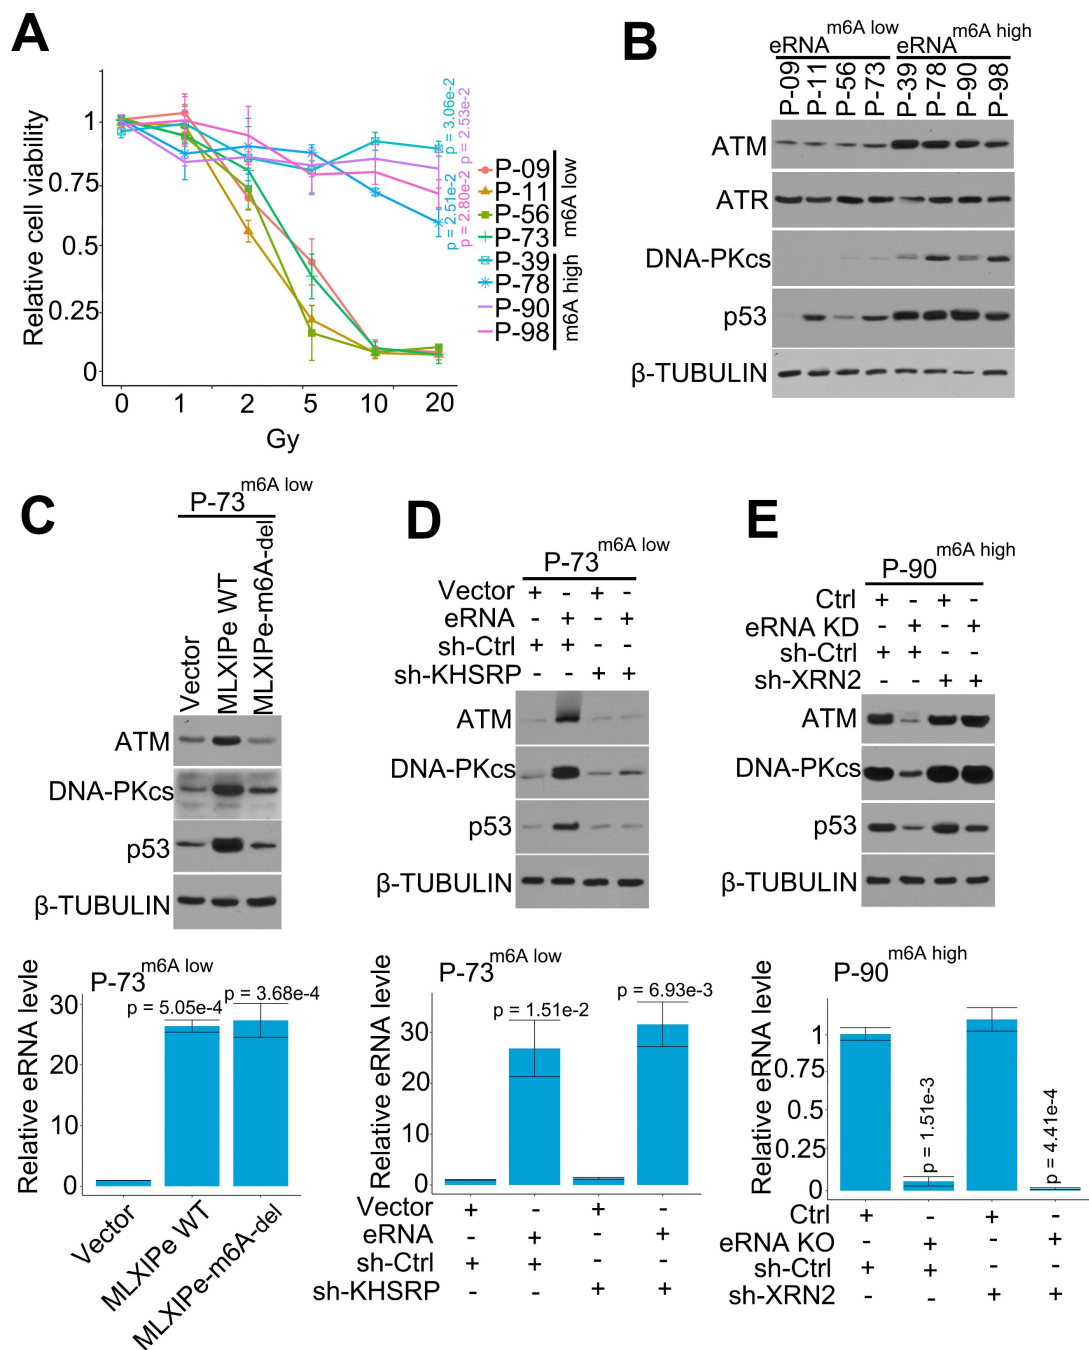 A
Relative cell viability
1
0.75
0.5
0.25
0
0 1 2 5 10 20
Gy
p = 3.06e-2
p = 2.53e-2
p = 2.51e-2
p = 2.80e-2
P-09
P-11
P-56
P-73
P-39
P-78
P-90
P-98
m6A low
m6A high
B
eRNA m6A low eRNA m6A high
P-09 P-11 P-56 P-73 P-39 P-78 P-90 P-98
ATM
ATR
DNA-PKcs
p53
β-TUBULIN
C
P-73 m6A low
Vector
MLXIPe WT
MLXIPe-m6A-del
ATM
DNA-PKcs
p53
β-TUBULIN
P-73 m6A low
Relative eRNA levle
30
20
10
0
p = 5.05e-4
p = 3.68e-4
Vector
MLXIPe WT
MLXIPe-m6A-del
D
P-73 m6A low
Vector + - + -
eRNA - + - +
sh-Ctrl + + - -
sh-KHSRP - - + +
ATM
DNA-PKcs
p53
β-TUBULIN
P-73 m6A low
Relative eRNA levle
30
20
10
0
p = 1.51e-2
p = 6.93e-3
Vector + - + -
eRNA - + - +
sh-Ctrl + + - -
sh-KHSRP - - + +
E
P-90 m6A high
Ctrl + - + -
eRNA KD - + - +
sh-Ctrl + + - -
sh-XRN2 - - + +
ATM
DNA-PKcs
p53
β-TUBULIN
P-90 m6A high
Relative eRNA levle
1
0.75
0.5
0.25
0
p = 1.51e-3
p = 4.41e-4
Ctrl + - + -
eRNA KO - + - +
sh-Ctrl + + - -
sh-XRN2 - - + +